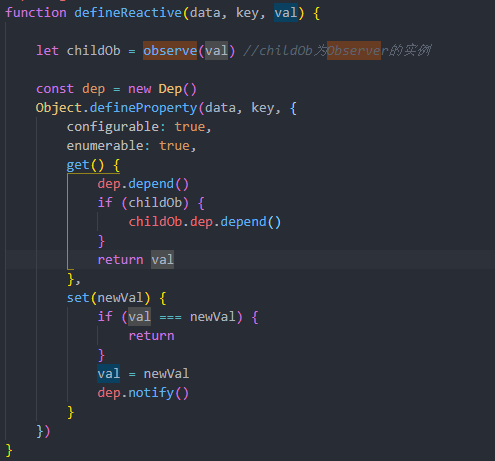 function defineReactive(data, key, val) {
let childOb = observe(val) //childOb为Observer的实例
const dep = new Dep()
Object.defineProperty(data, key, {
configurable: true,
enumerable: true,
get() {
dep.depend()
if (childOb) {
childOb.dep.depend()
}
return val
},
set(newVal) {
if (val === newVal) {
return
}
val = newVal
dep.notify()
}
})
}